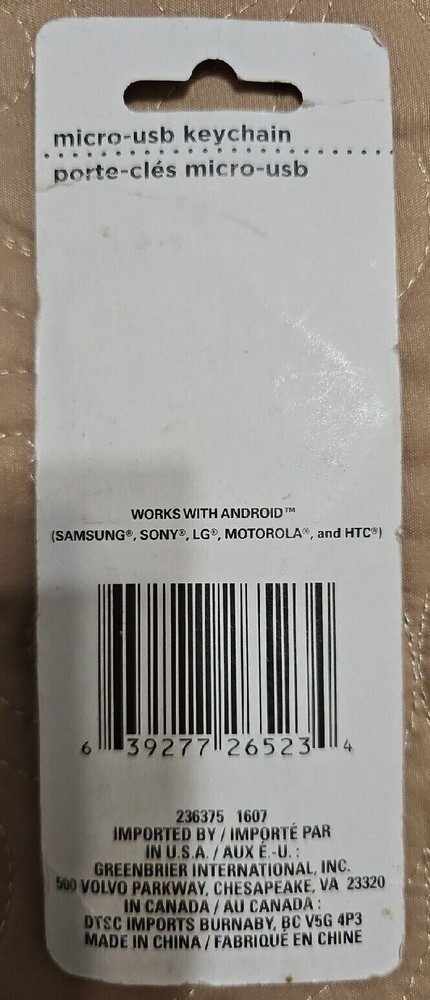 micro-usb keychain
porte-clés micro-usb
WORKS WITH ANDROID™
(SAMSUNG®, SONY®, LG®, MOTOROLA®, and HTC®)
6 39277 26523 4
236375 1607
IMPORTED BY / IMPORTÉ PAR
IN U.S.A. / AUX É.-U. :
GREENBRIER INTERNATIONAL, INC.
500 VOLVO PARKWAY, CHESAPEAKE, VA 23320
IN CANADA / AU CANADA :
DTSC IMPORTS BURNABY, BC V5G 4P3
MADE IN CHINA / FABRIQUÉ EN CHINE